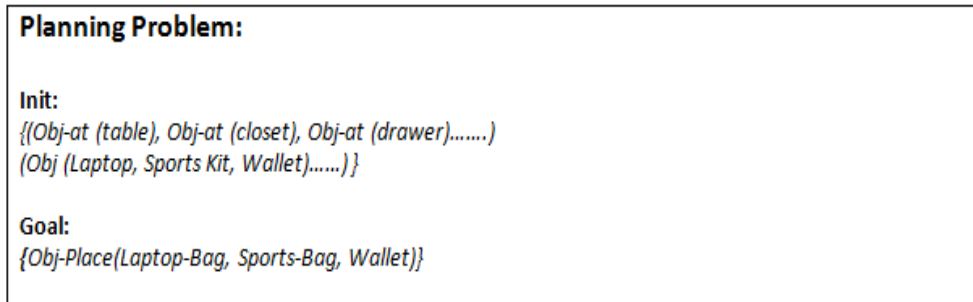 Planning Problem:
Init:
{(Obj-at (table), Obj-at (closet), Obj-at (drawer)…….)
(Obj (Laptop, Sports Kit, Wallet)……) }
Goal:
{Obj-Place(Laptop-Bag, Sports-Bag, Wallet)}